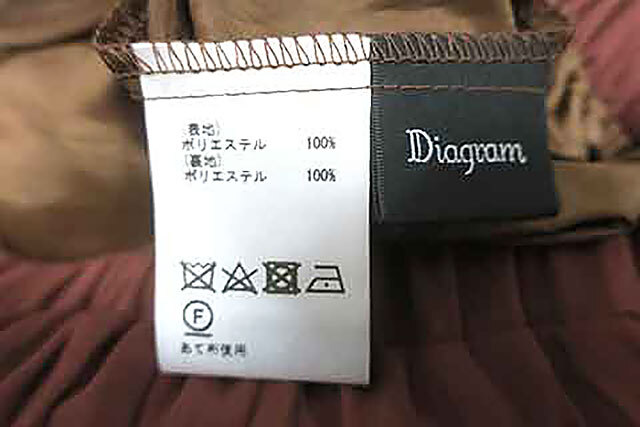 (表地)
ポリエステル 100%
(裏地)
ポリエステル 100%
F
あて布使用
Diagram